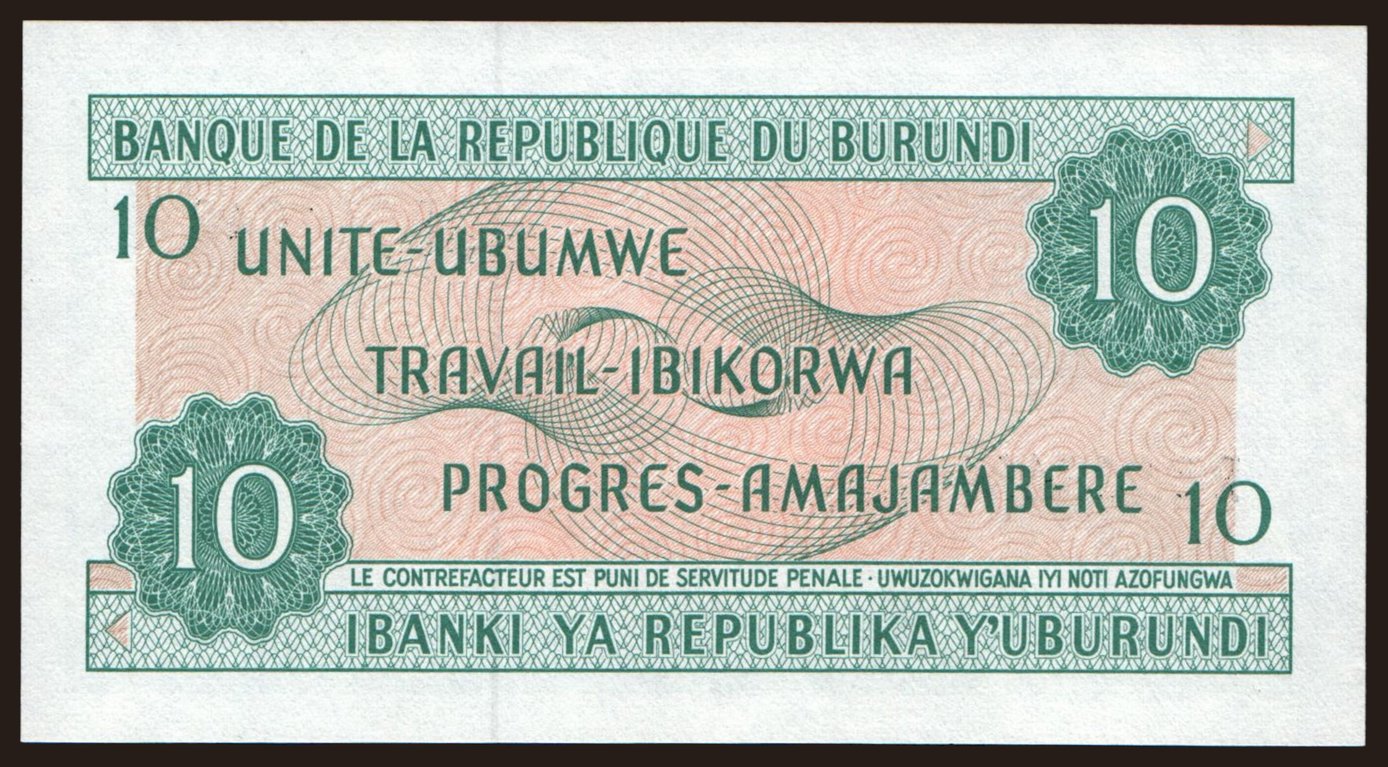 BANQUE DE LA REPUBLIQUE DU BURUNDI
10
10
UNITE-UBUMWE
TRAVAIL-IBIKORWA
PROGRES-AMAJAMBERE
10
10
LE CONTREFACTEUR EST PUNI DE SERVITUDE PENALE · UWUZOKWIGANA IYI NOTI AZOFUNGWA
IBANKI YA REPUBLIKA Y'UBURUNDI